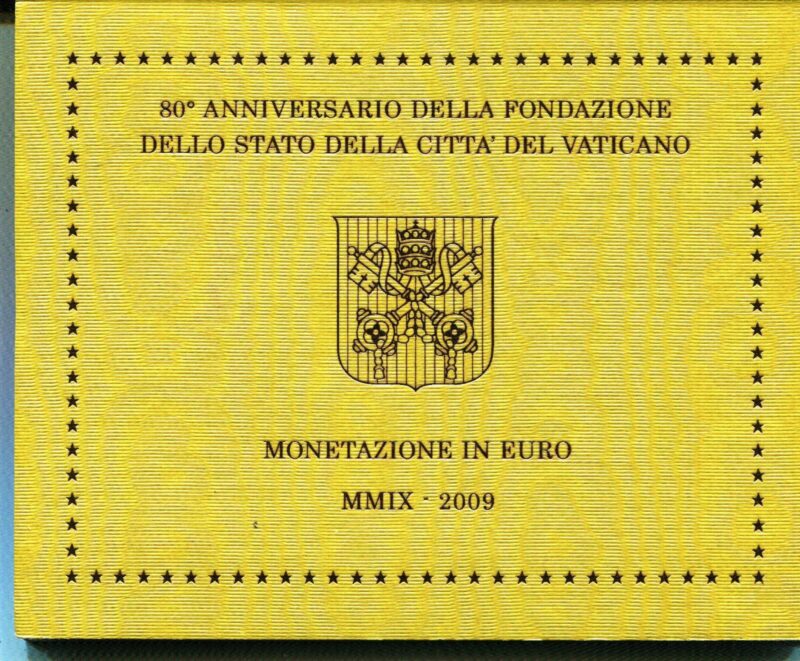 80° ANNIVERSARIO DELLA FONDAZIONE
DELLO STATO DELLA CITTA' DEL VATICANO
MONETAZIONE IN EURO
MMIX - 2009